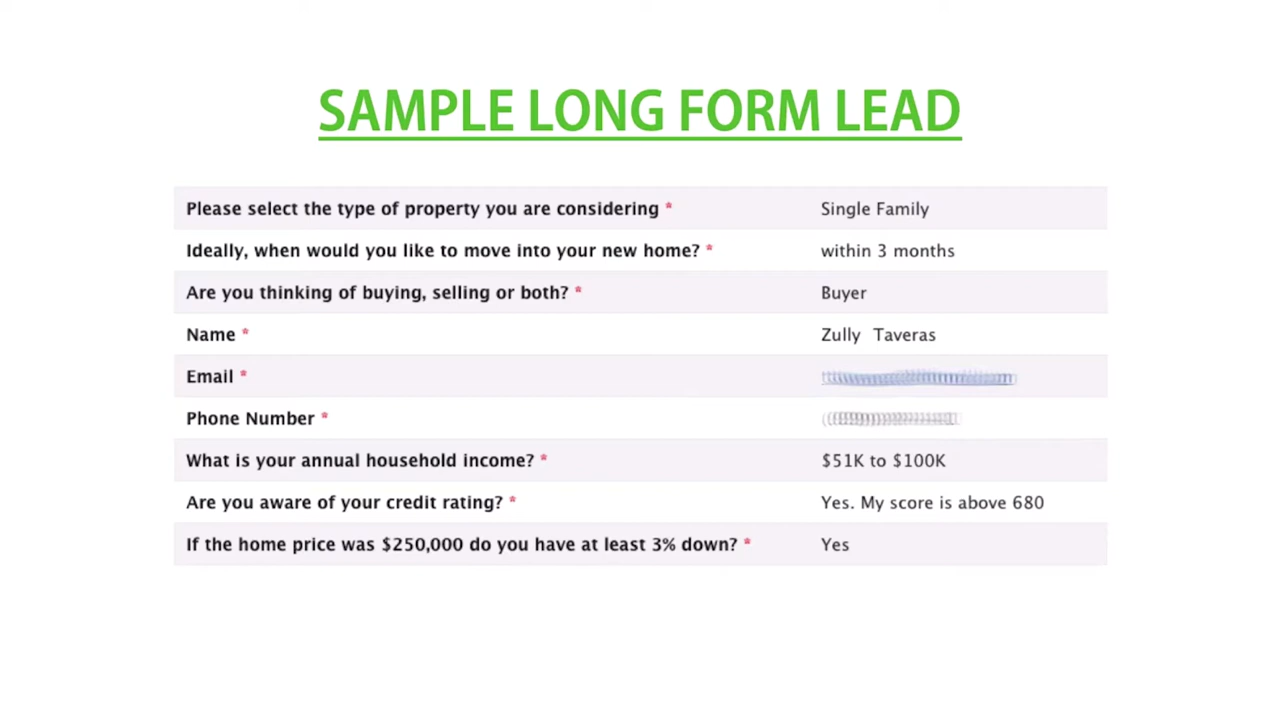 SAMPLE LONG FORM LEAD
Please select the type of property you are considering * Single Family
Ideally, when would you like to move into your new home? * within 3 months
Are you thinking of buying, selling or both? * Buyer
Name * Zully Taveras
Email *
Phone Number *
What is your annual household income? * $51K to $100K
Are you aware of your credit rating? * Yes. My score is above 680
If the home price was $250,000 do you have at least 3% down? * Yes